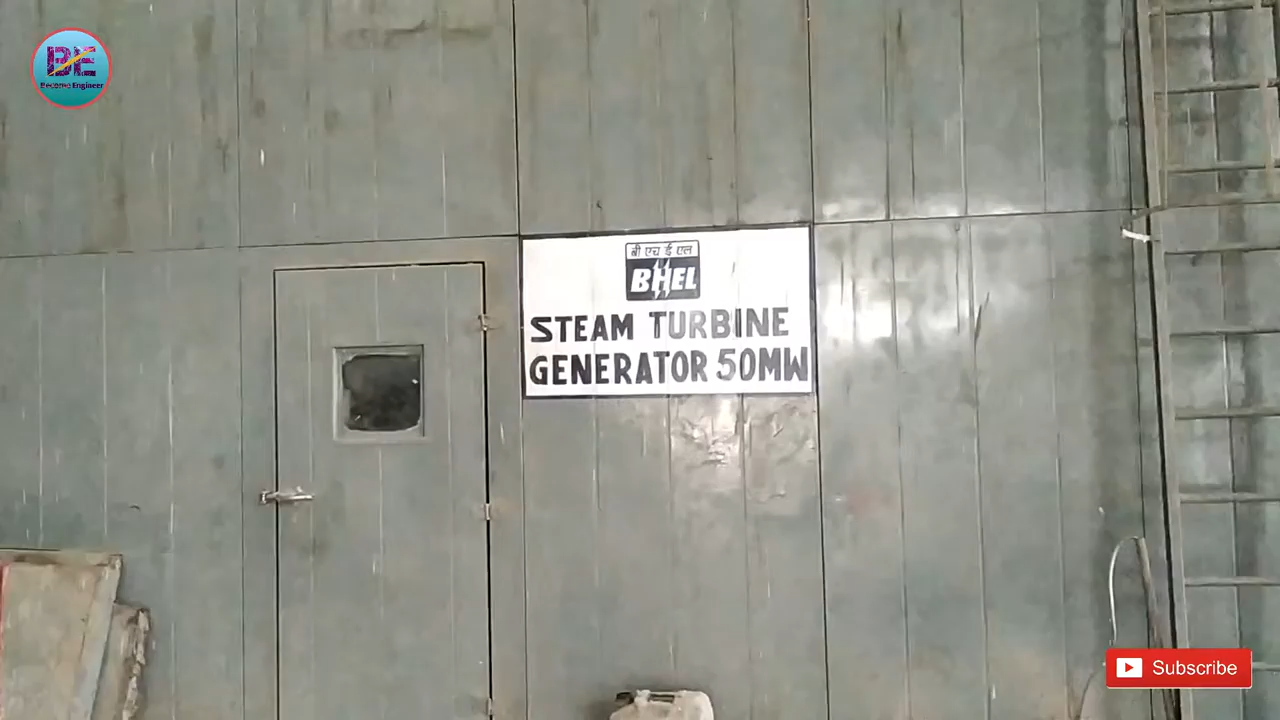 BE
Become Engineer
बी एच ई एल
BHEL
STEAM TURBINE
GENERATOR 50MW
Subscribe